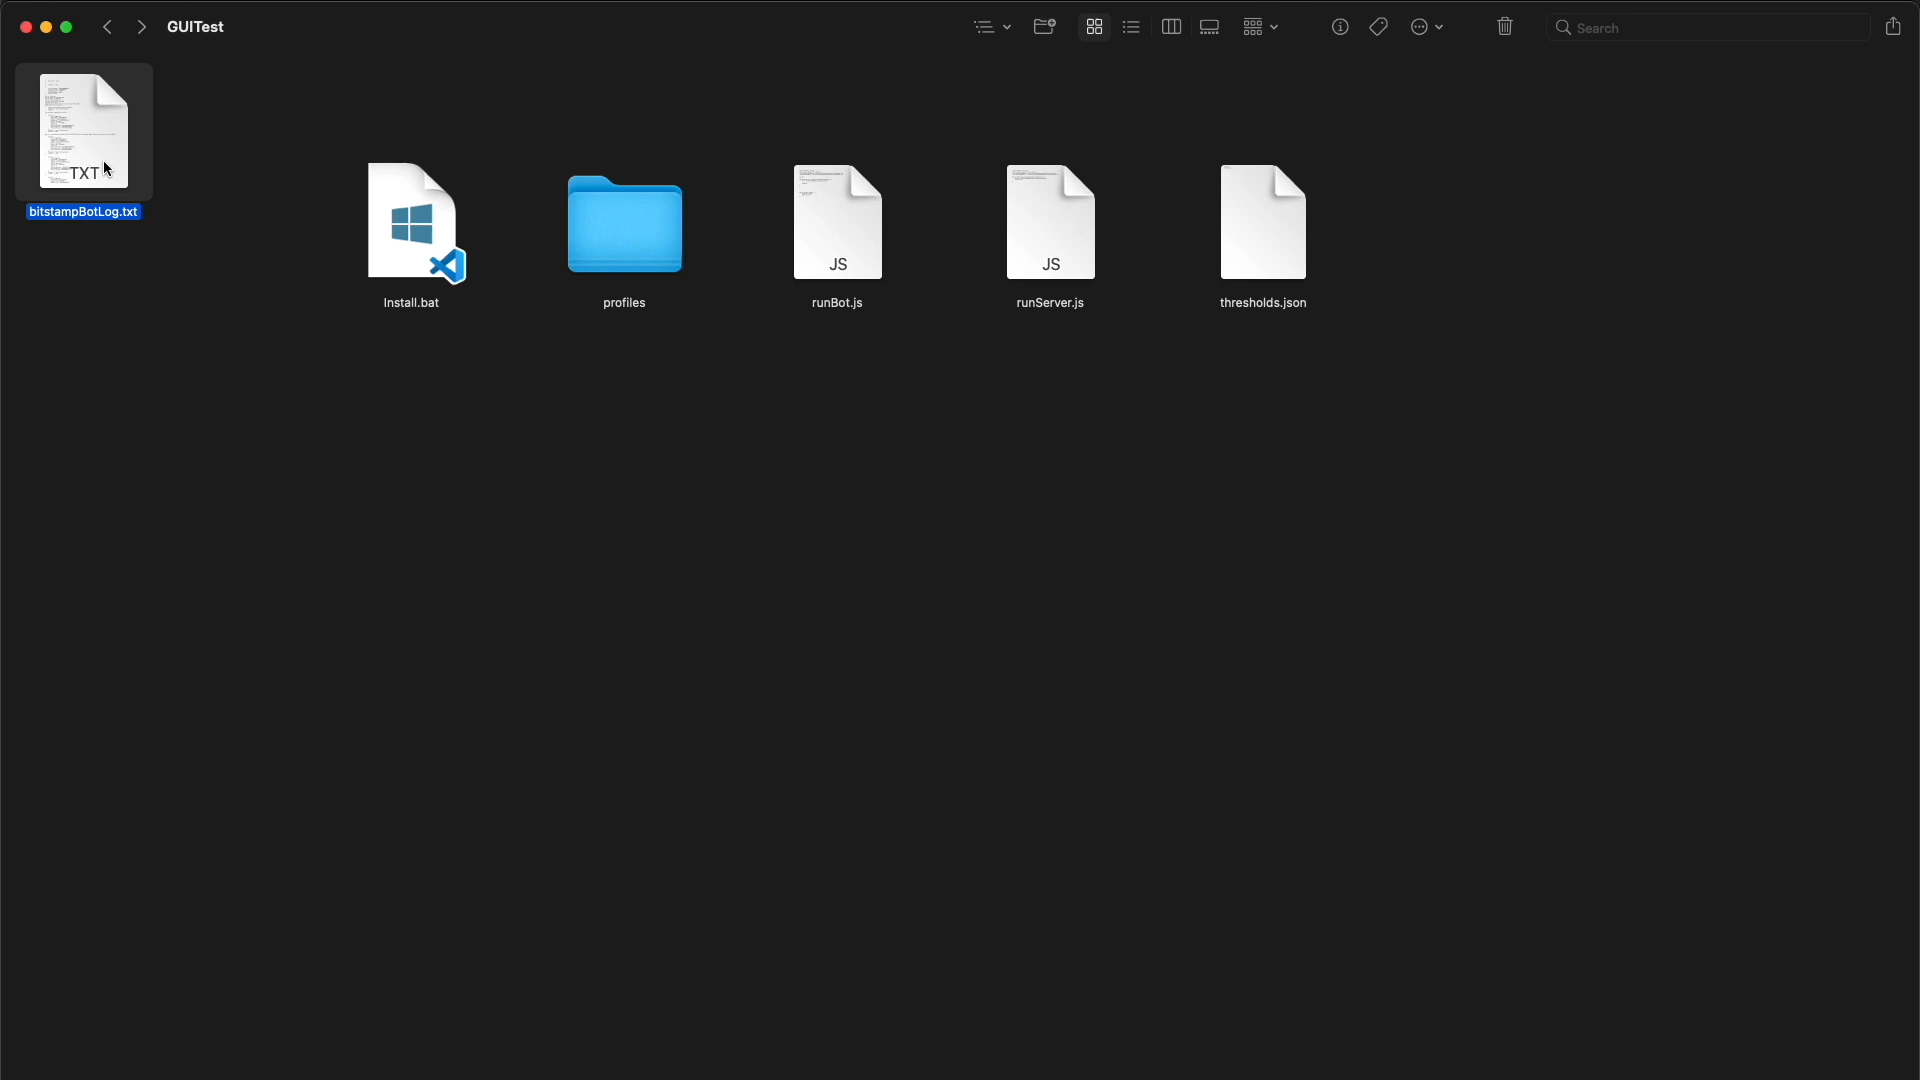 GUITest
Search
TXT
bitstampBotLog.txt
JS
JS
Install.bat
profiles
runBot.js
runServer.js
thresholds.json